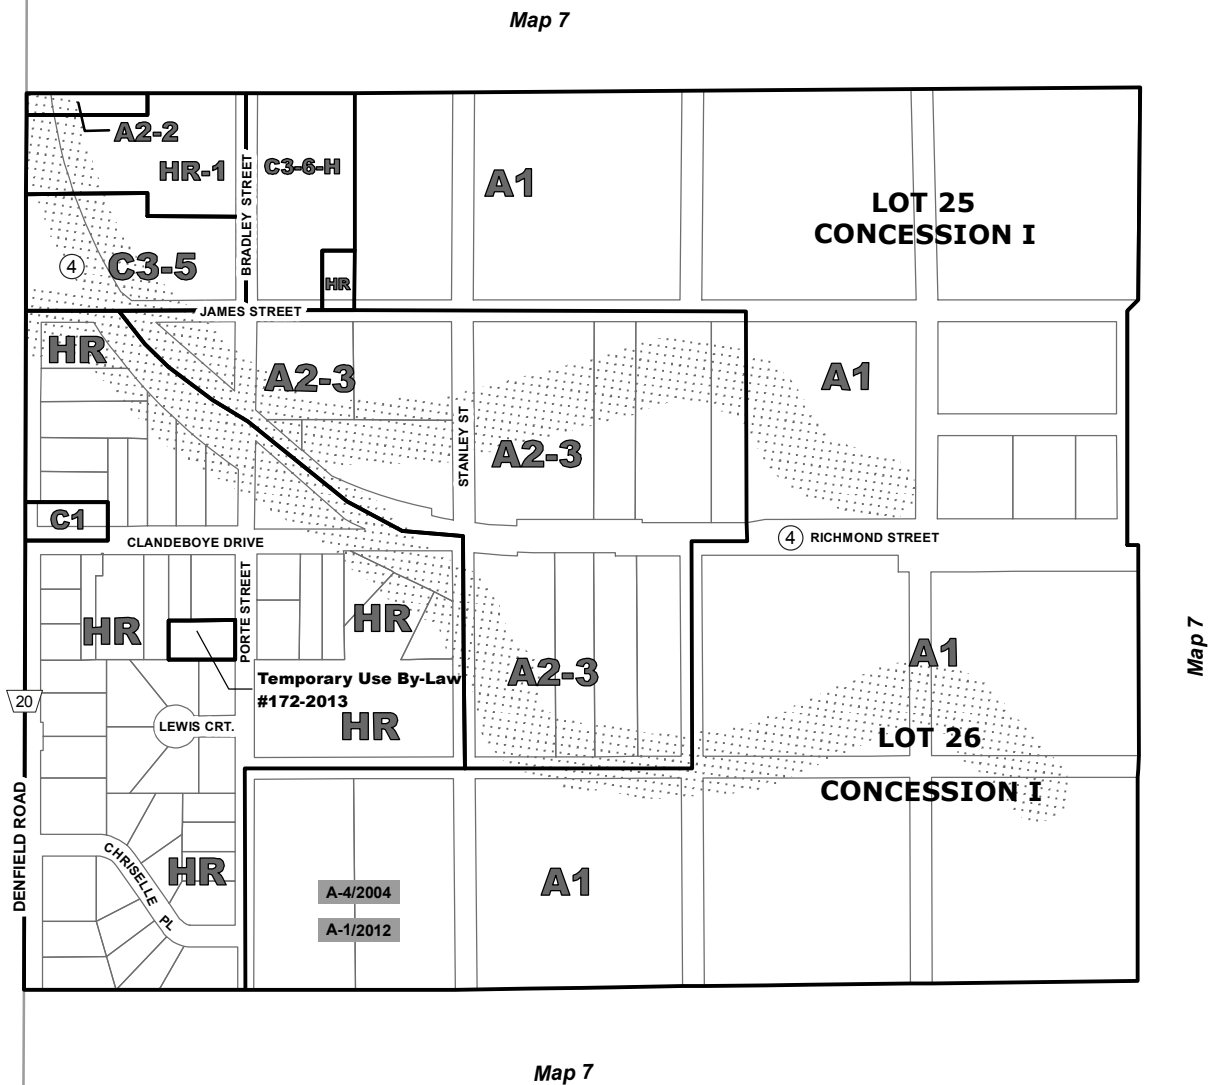 Map 7
A2-2
HR-1
C3-6-H
A1
LOT 25
CONCESSION I
BRADLEY STREET
4
C3-5
HR
JAMES STREET
HR
A2-3
A1
STANLEY ST
A2-3
C1
CLANDEBOYE DRIVE
4 RICHMOND STREET
PORTE STREET
HR
HR
A2-3
A1
Map 7
Temporary Use By-Law
#172-2013
20
LEWIS CRT.
HR
LOT 26
CONCESSION I
DENFIELD ROAD
CHRISELLE PL
HR
A-4/2004
A-1/2012
A1
Map 7